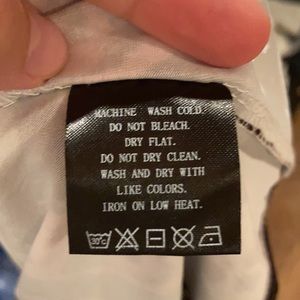 MACHINE WASH COLD.
DO NOT BLEACH.
DRY FLAT.
DO NOT DRY CLEAN.
WASH AND DRY WITH
LIKE COLORS.
IRON ON LOW HEAT.
30°C